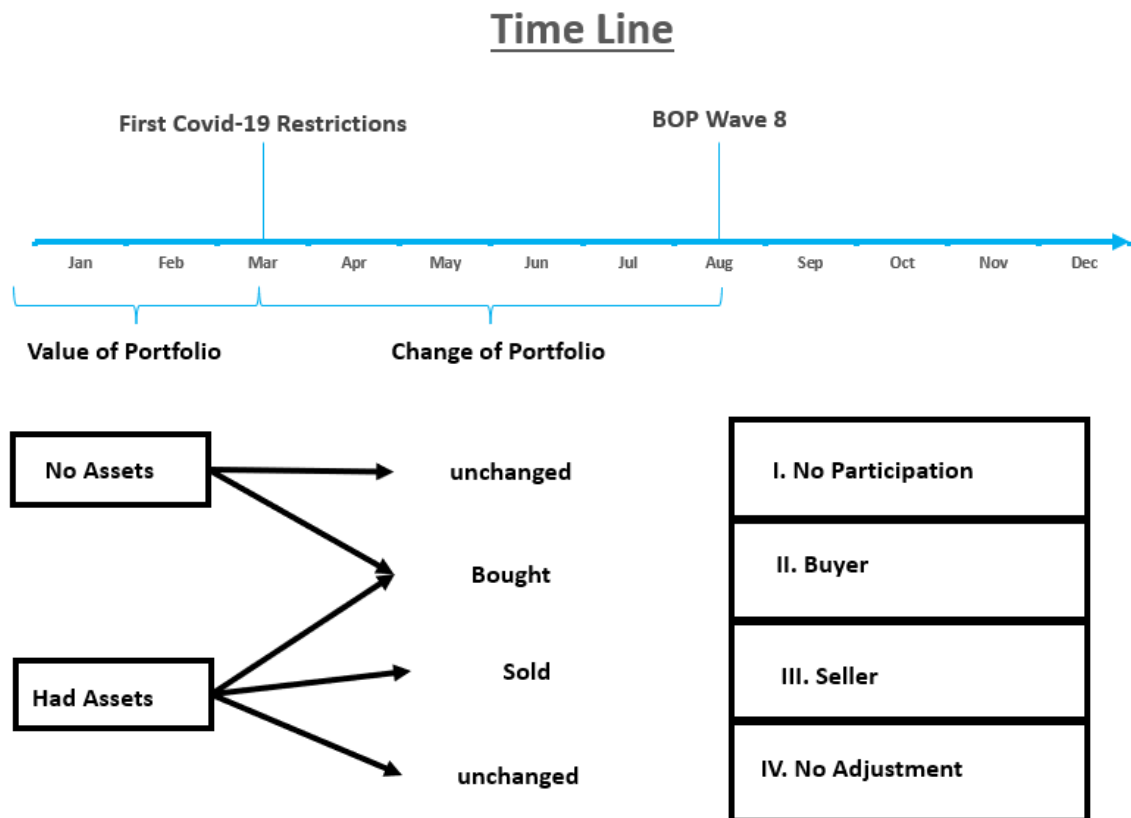 Time Line
First Covid-19 Restrictions
BOP Wave 8
Jan Feb Mar Apr May Jun Jul Aug Sep Oct Nov Dec
Value of Portfolio
Change of Portfolio
No Assets
unchanged
I. No Participation
Bought
II. Buyer
Had Assets
Sold
III. Seller
unchanged
IV. No Adjustment